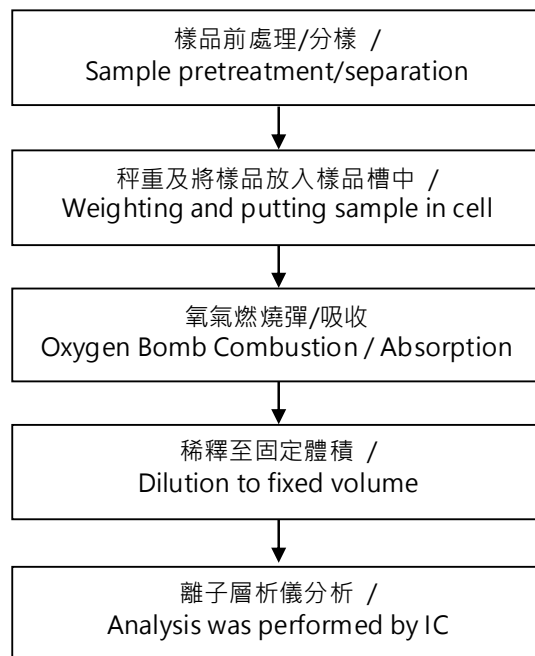 樣品前處理/分樣 /
Sample pretreatment/separation
秤重及將樣品放入樣品槽中 /
Weighting and putting sample in cell
氧氣燃燒彈/吸收
Oxygen Bomb Combustion / Absorption
稀釋至固定體積 /
Dilution to fixed volume
離子層析儀分析 /
Analysis was performed by IC